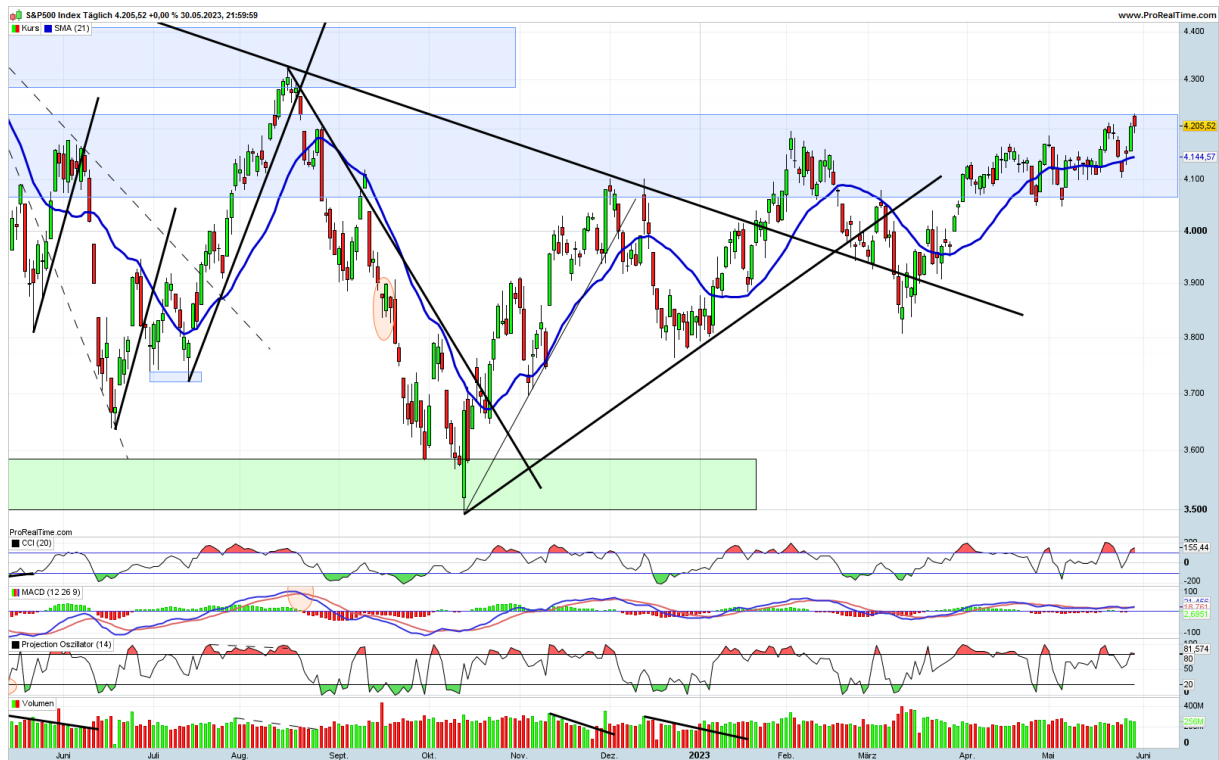 S&P500 Index Täglich 4.205,52 +0,00 % 30.05.2023, 21:59:59
www.ProRealTime.com
Kurs SMA (21)
4.400
4.300
4.205,52
4.144,57
4.100
4.000
3.900
3.800
3.700
3.600
3.500
ProRealTime.com
CCI (20)
155,44
0
-200
MACD (12 26 9)
100
18,761
2,6951
-100
Projection Oszillator (14)
81,574
80
50
20
0
Volumen
400M
256M
0
Juni Juli Aug. Sept. Okt. Nov. Dez. 2023 Feb. März Apr. Mai Juni